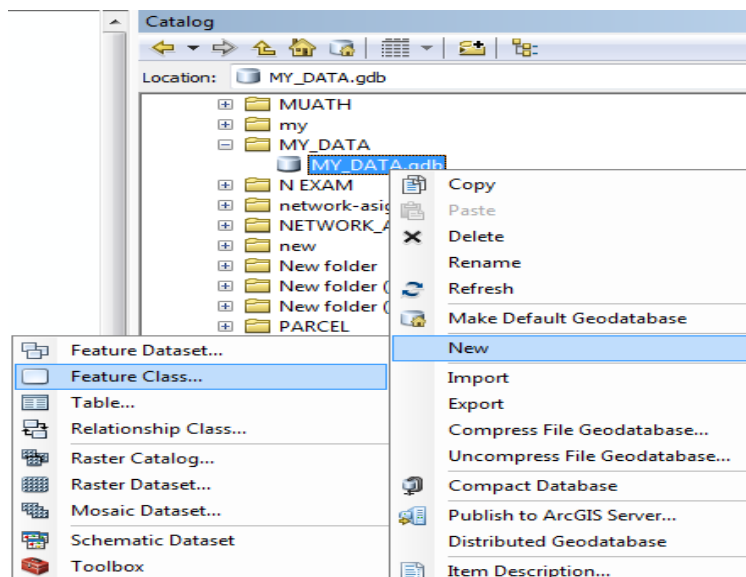 Catalog
Location: MY_DATA.gdb
MUATH
my
MY_DATA
MY_DATA.gdb
N EXAM
network-asig
NETWORK_A
new
New folder
New folder (
New folder (
PARCEL
Copy
Paste
Delete
Rename
Refresh
Make Default Geodatabase
New
Import
Export
Compress File Geodatabase...
Uncompress File Geodatabase...
Compact Database
Publish to ArcGIS Server...
Distributed Geodatabase
Item Description...
Feature Dataset...
Feature Class...
Table...
Relationship Class...
Raster Catalog...
Raster Dataset...
Mosaic Dataset...
Schematic Dataset
Toolbox